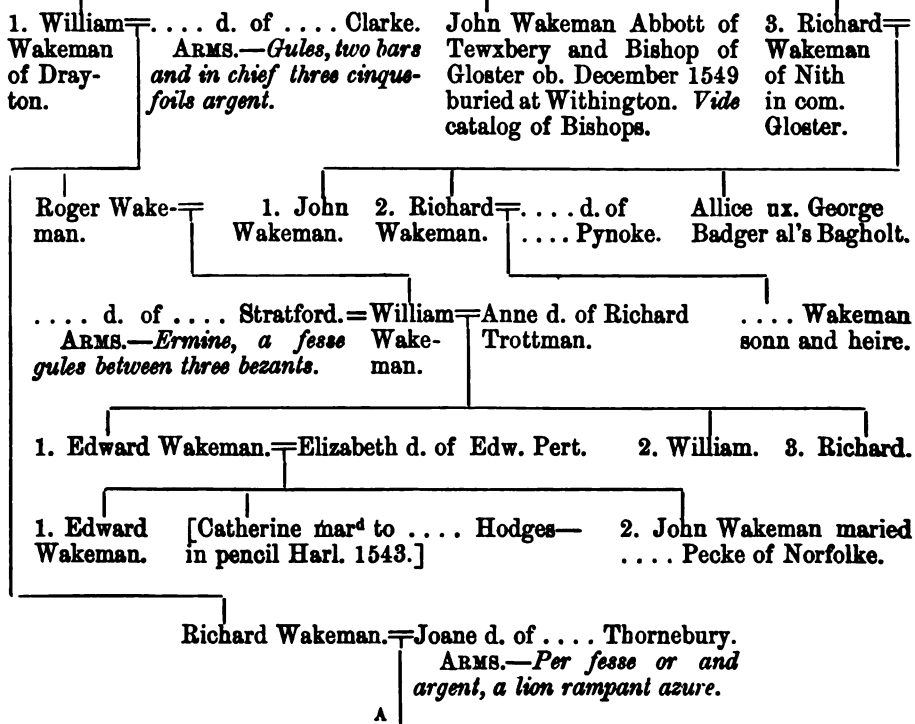 1. William
Wakeman
of Dray-
ton.
. . . . d. of . . . . Clarke.
ARMS.—Gules, two bars
and in chief three cinque-
foils argent.
John Wakeman Abbott of
Tewxbery and Bishop of
Gloster ob. December 1549
buried at Withington. Vide
catalog of Bishops.
3. Richard
Wakeman
of Nith
in com.
Gloster.
Roger Wake-
man.
1. John
Wakeman.
2. Richard
Wakeman.
. . . . d. of
. . . . Pynoke.
Allice ux. George
Badger al's Bagholt.
. . . . d. of . . . . Stratford.
ARMS.—Ermine, a fesse
gules between three bezants.
William
Wake-
man.
Anne d. of Richard
Trottman.
. . . . Wakeman
sonn and heire.
1. Edward Wakeman.
Elizabeth d. of Edw. Pert.
2. William.
3. Richard.
1. Edward
Wakeman.
[Catherine marᵈ to . . . . Hodges—
in pencil Harl. 1543.]
2. John Wakeman maried
. . . . Pecke of Norfolke.
Richard Wakeman.
Joane d. of . . . . Thornebury.
ARMS.—Per fesse or and
argent, a lion rampant azure.
A